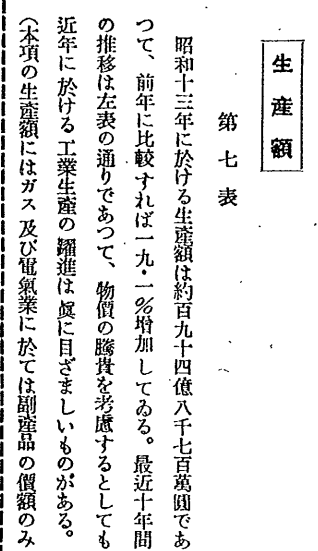 生産額
第七表
昭和十三年に於ける生産額は約百九十四億八千七百萬圓であ
つて、前年に比較すれば一九・一%增加してゐる。最近十年間
の推移は左表の通りであつて、物價の騰貴を考慮するとしても
近年に於ける工業生産の躍進は眞に目ざましいものがある。
(本項の生産額にはガス及び電氣業に於ては副産品の價額のみ